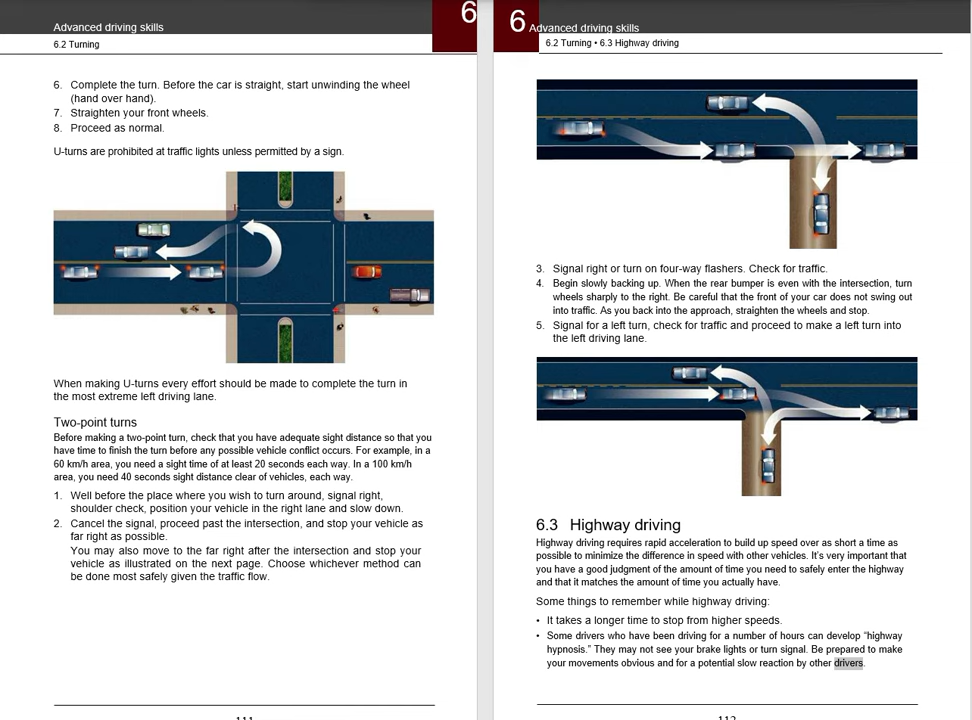 Advanced driving skills
6
6.2 Turning
6. Complete the turn. Before the car is straight, start unwinding the wheel
(hand over hand).
7. Straighten your front wheels.
8. Proceed as normal.
U-turns are prohibited at traffic lights unless permitted by a sign.
When making U-turns every effort should be made to complete the turn in
the most extreme left driving lane.
Two-point turns
Before making a two-point turn, check that you have adequate sight distance so that you
have time to finish the turn before any possible vehicle conflict occurs. For example, in a
60 km/h area, you need a sight time of at least 20 seconds each way. In a 100 km/h
area, you need 40 seconds sight distance clear of vehicles, each way.
1. Well before the place where you wish to turn around, signal right,
shoulder check, position your vehicle in the right lane and slow down.
2. Cancel the signal, proceed past the intersection, and stop your vehicle as
far right as possible.
You may also move to the far right after the intersection and stop your
vehicle as illustrated on the next page. Choose whichever method can
be done most safely given the traffic flow.
111
6 Advanced driving skills
6.2 Turning • 6.3 Highway driving
3. Signal right or turn on four-way flashers. Check for traffic.
4. Begin slowly backing up. When the rear bumper is even with the intersection, turn
wheels sharply to the right. Be careful that the front of your car does not swing out
into traffic. As you back into the approach, straighten the wheels and stop.
5. Signal for a left turn, check for traffic and proceed to make a left turn into
the left driving lane.
6.3 Highway driving
Highway driving requires rapid acceleration to build up speed over as short a time as
possible to minimize the difference in speed with other vehicles. It's very important that
you have a good judgment of the amount of time you need to safely enter the highway
and that it matches the amount of time you actually have.
Some things to remember while highway driving:
• It takes a longer time to stop from higher speeds.
• Some drivers who have been driving for a number of hours can develop “highway
hypnosis.” They may not see your brake lights or turn signal. Be prepared to make
your movements obvious and for a potential slow reaction by other drivers.
112